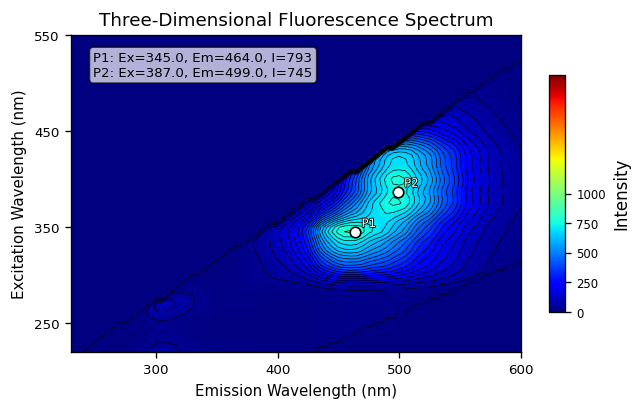 Three-Dimensional Fluorescence Spectrum
P1: Ex=345.0, Em=464.0, I=793
P2: Ex=387.0, Em=499.0, I=745
550
450
350
250
Excitation Wavelength (nm)
P2
P1
300
400
500
600
Emission Wavelength (nm)
1000
750
500
250
0
Intensity